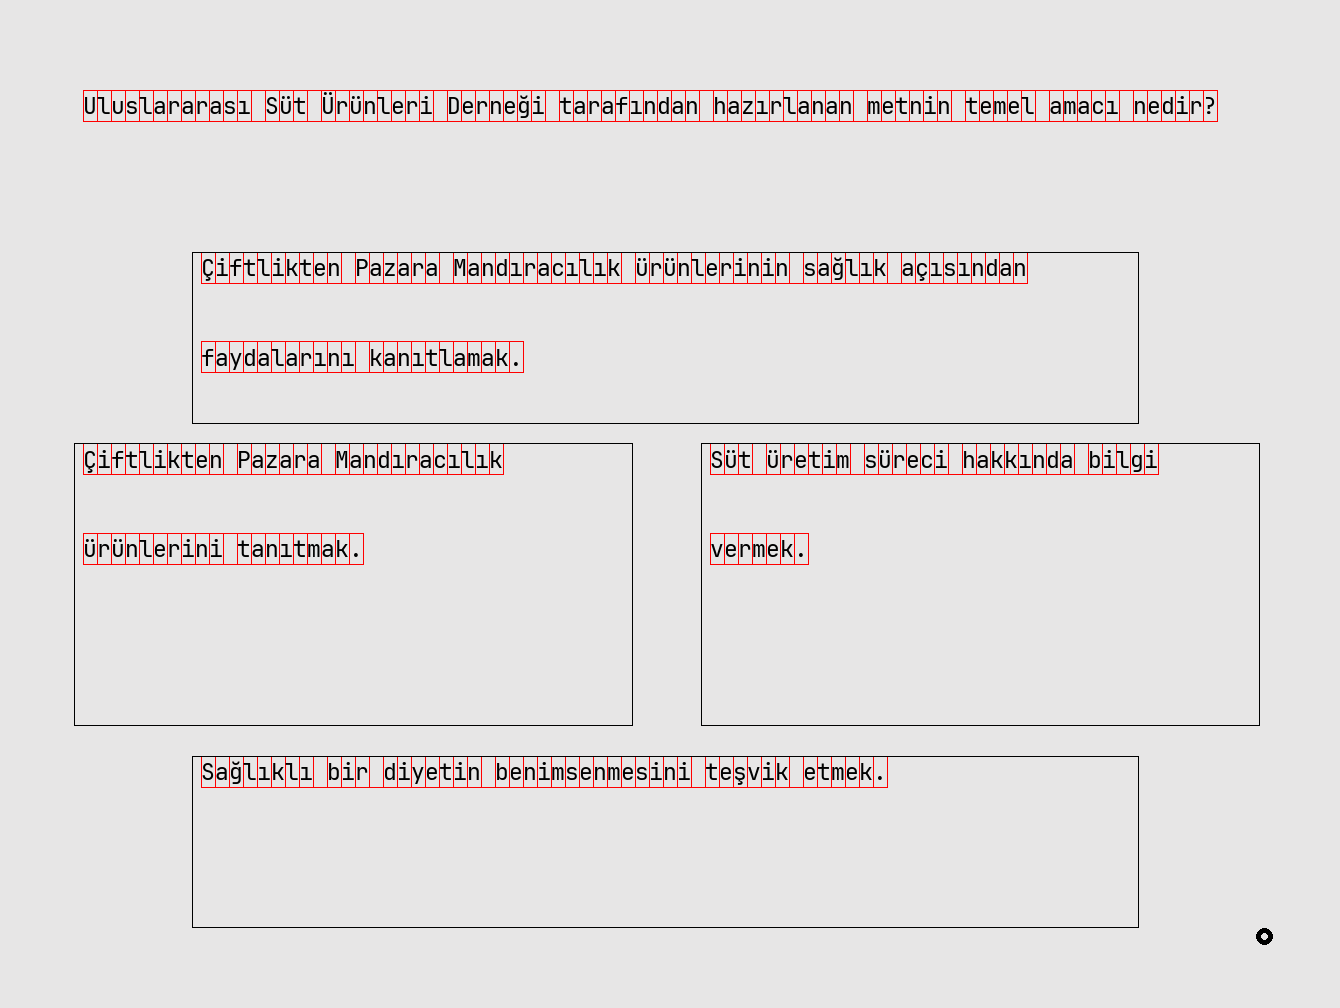 Uluslararası Süt Ürünleri Derneği tarafından hazırlanan metnin temel amacı nedir?
Çiftlikten Pazara Mandıracılık ürünlerinin sağlık açısından
faydalarını kanıtlamak.
Çiftlikten Pazara Mandıracılık
ürünlerini tanıtmak.
Süt üretim süreci hakkında bilgi
vermek.
Sağlıklı bir diyetin benimsenmesini teşvik etmek.